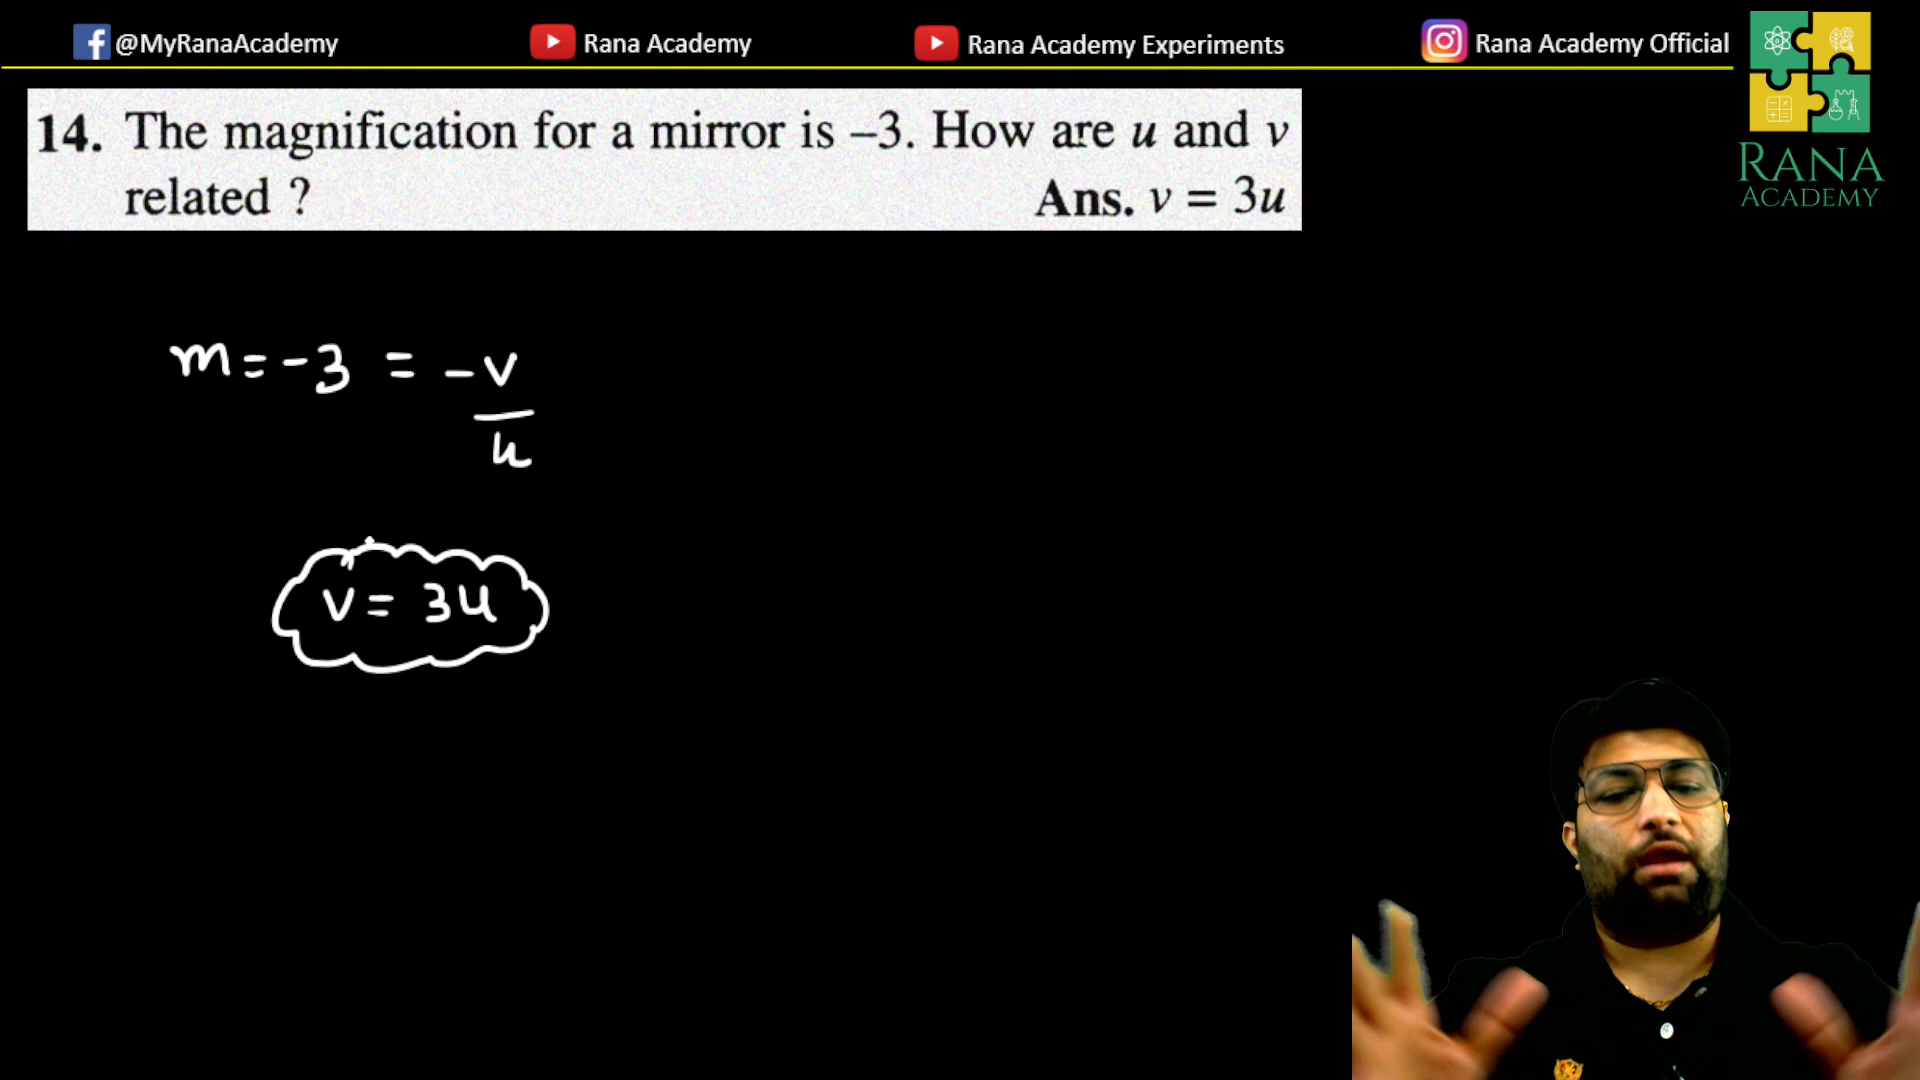 @MyRanaAcademy Rana Academy Rana Academy Experiments Rana Academy Official
RANA
ACADEMY
14. The magnification for a mirror is –3. How are u and v
related ? Ans. v = 3u
m = -3 = -v
u
v = 3u